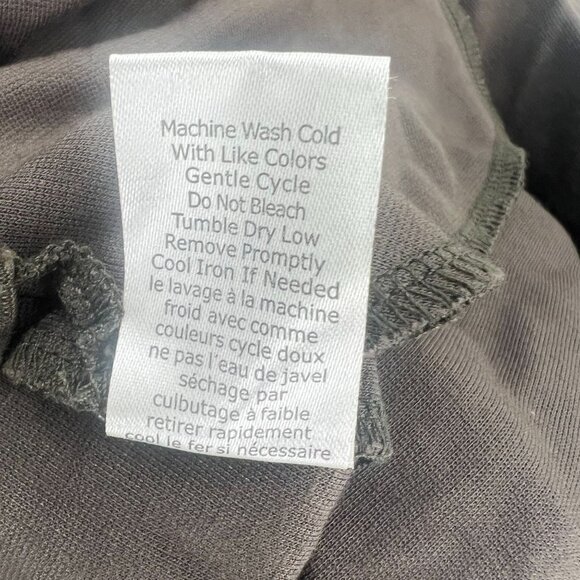 Machine Wash Cold
With Like Colors
Gentle Cycle
Do Not Bleach
Tumble Dry Low
Remove Promptly
Cool Iron If Needed
le lavage à la machine
froid avec comme
couleurs cycle doux
ne pas l'eau de javel
séchage par
culbutage à faible
retirer rapidement
cool le fer si nécessaire